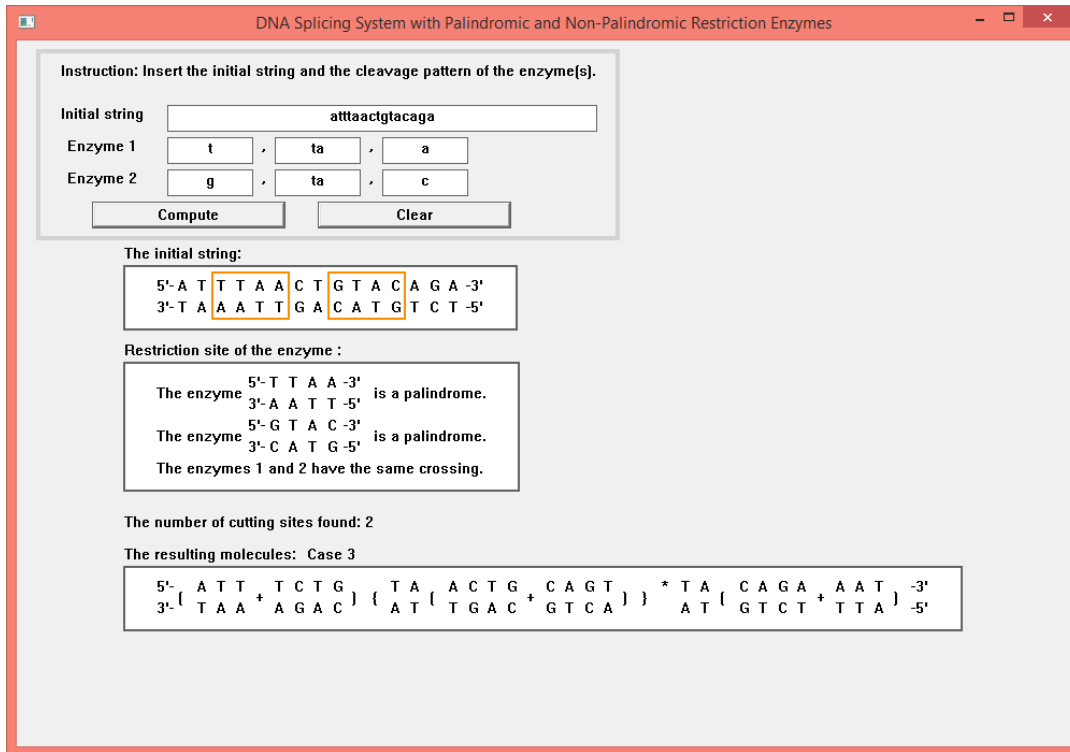 DNA Splicing System with Palindromic and Non-Palindromic Restriction Enzymes
Instruction: Insert the initial string and the cleavage pattern of the enzyme(s).
Initial string atttaactgtacaga
Enzyme 1 t , ta , a
Enzyme 2 g , ta , c
Compute Clear
The initial string:
5'- A T T T A A C T G T A C A G A -3'
3'- T A A A T T G A C A T G T C T -5'
Restriction site of the enzyme :
5'- T T A A -3'
The enzyme is a palindrome.
3'- A A T T -5'
5'- G T A C -3'
The enzyme is a palindrome.
3'- C A T G -5'
The enzymes 1 and 2 have the same crossing.
The number of cutting sites found: 2
The resulting molecules: Case 3
5'- ( A T T + T C T G ) { T A ( A C T G + C A G T ) } * T A ( C A G A + A A T ) -3'
3'- T A A A G A C A T T G A C G T C A A T G T C T T T A -5'